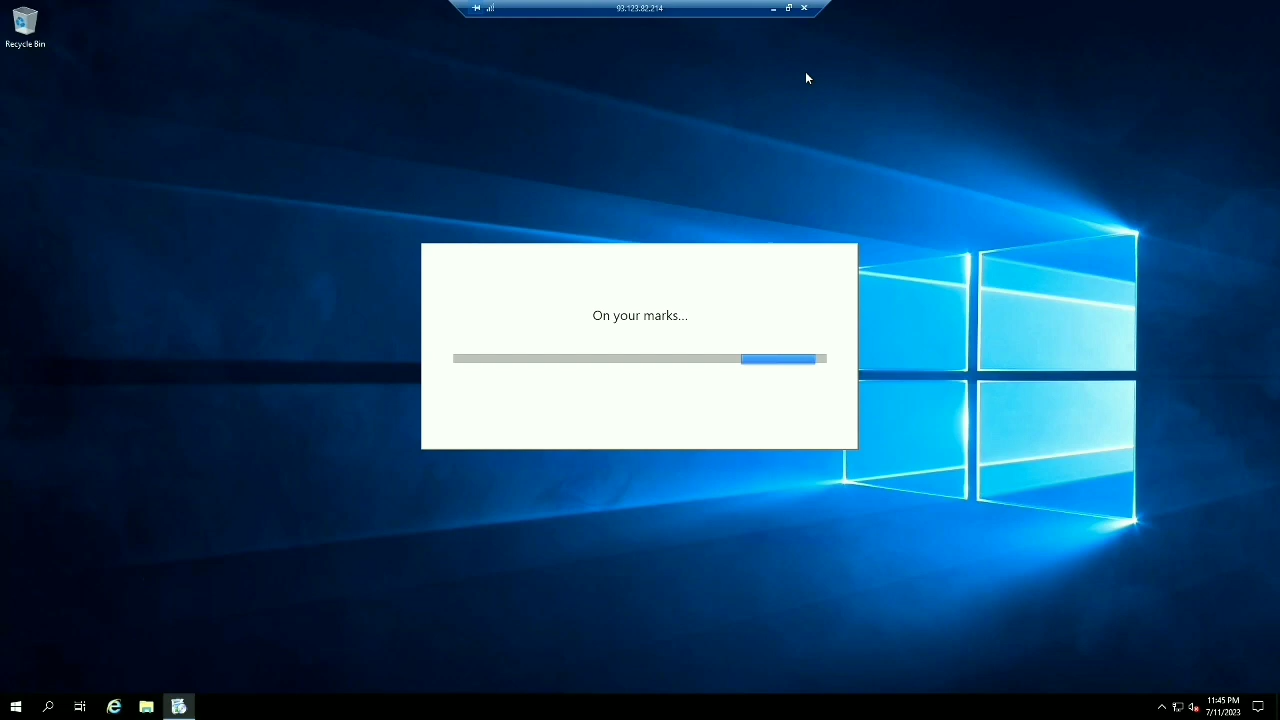 93.123.82.214
Recycle Bin
On your marks...
11:45 PM
7/11/2023